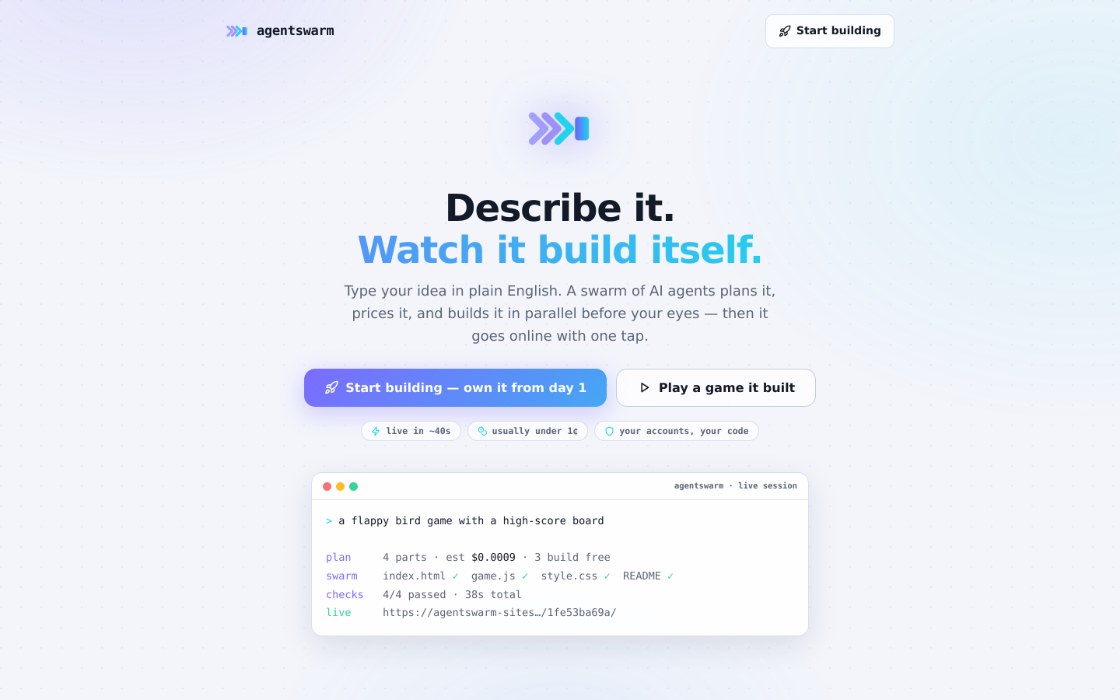 agentswarm
Start building
Describe it.
Watch it build itself.
Type your idea in plain English. A swarm of AI agents plans it,
prices it, and builds it in parallel before your eyes — then it
goes online with one tap.
Start building — own it from day 1
Play a game it built
live in ~40s
usually under 1¢
your accounts, your code
agentswarm · live session
> a flappy bird game with a high-score board
plan 4 parts · est $0.0009 · 3 build free
swarm index.html ✓ game.js ✓ style.css ✓ README ✓
checks 4/4 passed · 38s total
live https://agentswarm-sites…/1fe53ba69a/